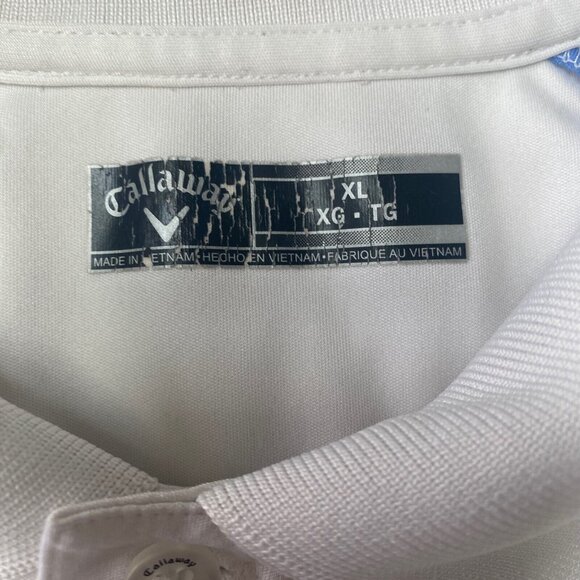 Callaway
XL
XG · TG
MADE IN VIETNAM · HECHO EN VIETNAM · FABRIQUE AU VIETNAM
Callaway